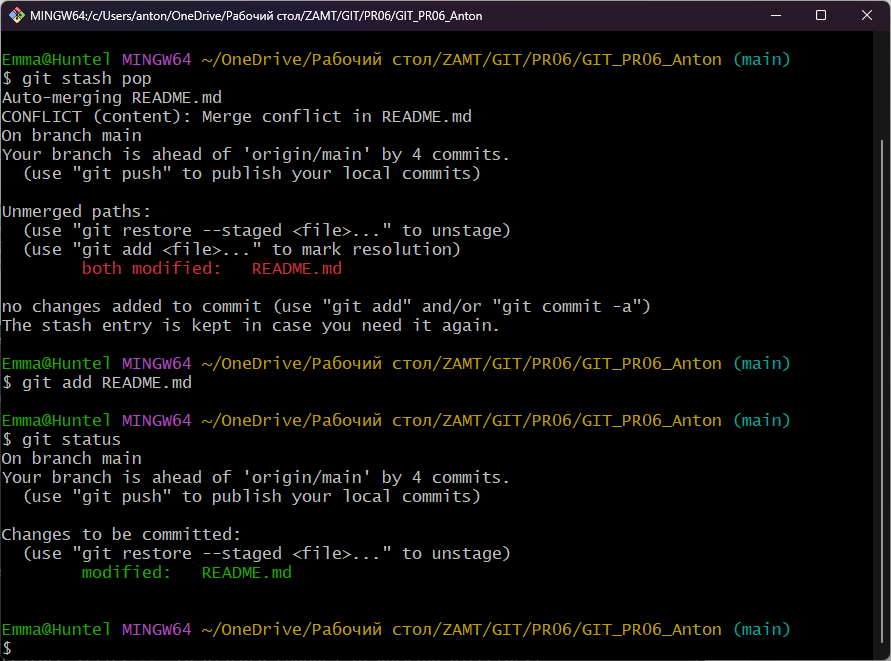 MINGW64:/c/Users/anton/OneDrive/Рабочий стол/ZAMT/GIT/PR06/GIT_PR06_Anton
Emma@Huntel MINGW64 ~/OneDrive/Рабочий стол/ZAMT/GIT/PR06/GIT_PR06_Anton (main)
$ git stash pop
Auto-merging README.md
CONFLICT (content): Merge conflict in README.md
On branch main
Your branch is ahead of 'origin/main' by 4 commits.
  (use "git push" to publish your local commits)
Unmerged paths:
  (use "git restore --staged <file>..." to unstage)
  (use "git add <file>..." to mark resolution)
        both modified:   README.md
no changes added to commit (use "git add" and/or "git commit -a")
The stash entry is kept in case you need it again.
Emma@Huntel MINGW64 ~/OneDrive/Рабочий стол/ZAMT/GIT/PR06/GIT_PR06_Anton (main)
$ git add README.md
Emma@Huntel MINGW64 ~/OneDrive/Рабочий стол/ZAMT/GIT/PR06/GIT_PR06_Anton (main)
$ git status
On branch main
Your branch is ahead of 'origin/main' by 4 commits.
  (use "git push" to publish your local commits)
Changes to be committed:
  (use "git restore --staged <file>..." to unstage)
        modified:   README.md
Emma@Huntel MINGW64 ~/OneDrive/Рабочий стол/ZAMT/GIT/PR06/GIT_PR06_Anton (main)
$